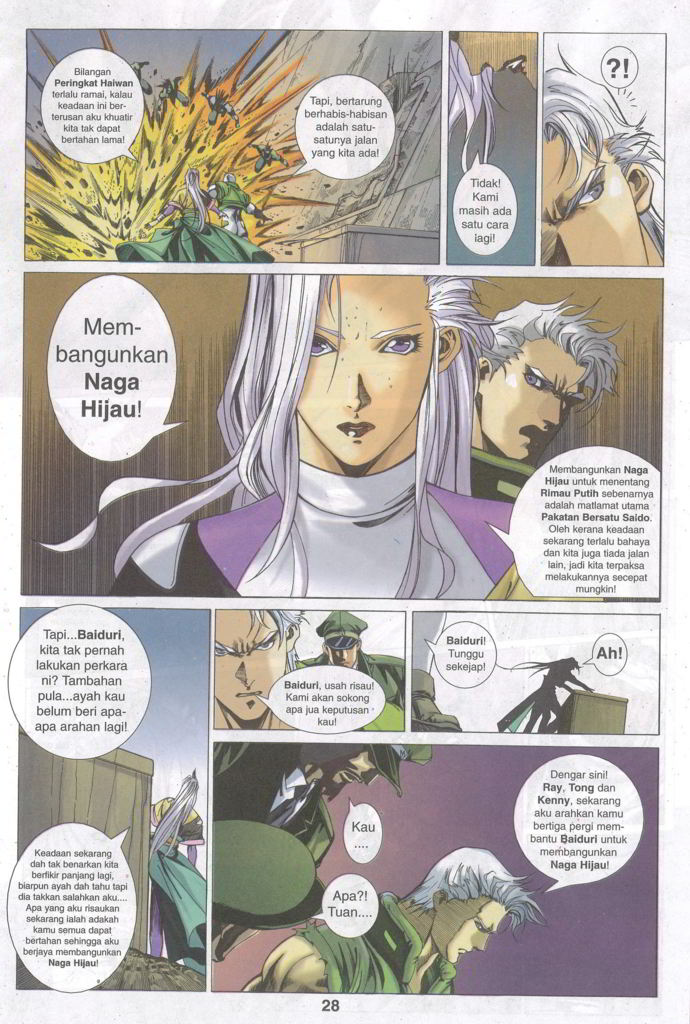 Bilangan
Peringkat Haiwan
terlalu ramai, kalau
keadaan ini ber-
terusan aku khuatir
kita tak dapat
bertahan lama!
Tapi, bertarung
berhabis-habisan
adalah satu-
satunya jalan
yang kita ada!
Tidak!
Kami
masih ada
satu cara
lagi!
?!
Mem-
bangunkan
Naga
Hijau!
Membangunkan Naga
Hijau untuk menentang
Rimau Putih sebenarnya
adalah matlamat utama
Pakatan Bersatu Saido.
Oleh kerana keadaan
sekarang terlalu bahaya
dan kita juga tiada jalan
lain, jadi kita terpaksa
melakukannya secepat
mungkin!
Tapi...Baiduri,
kita tak pernah
lakukan perkara
ni? Tambahan
pula...ayah kau
belum beri apa-
apa arahan lagi!
Keadaan sekarang
dah tak benarkan kita
berfikir panjang lagi,
biarpun ayah dah tahu tapi
dia takkan salahkan aku....
Apa yang aku risaukan
sekarang ialah adakah
kamu semua dapat
bertahan sehingga aku
berjaya membangunkan
Naga Hijau!
Baiduri, usah risau!
Kami akan sokong
apa jua keputusan
kau!
Baiduri!
Tunggu
sekejap!
Ah!
Dengar sini!
Ray, Tong dan
Kenny, sekarang
aku arahkan kamu
bertiga pergi mem-
bantu Baiduri untuk
membangunkan
Naga Hijau!
Kau
....
Apa?!
Tuan....
28